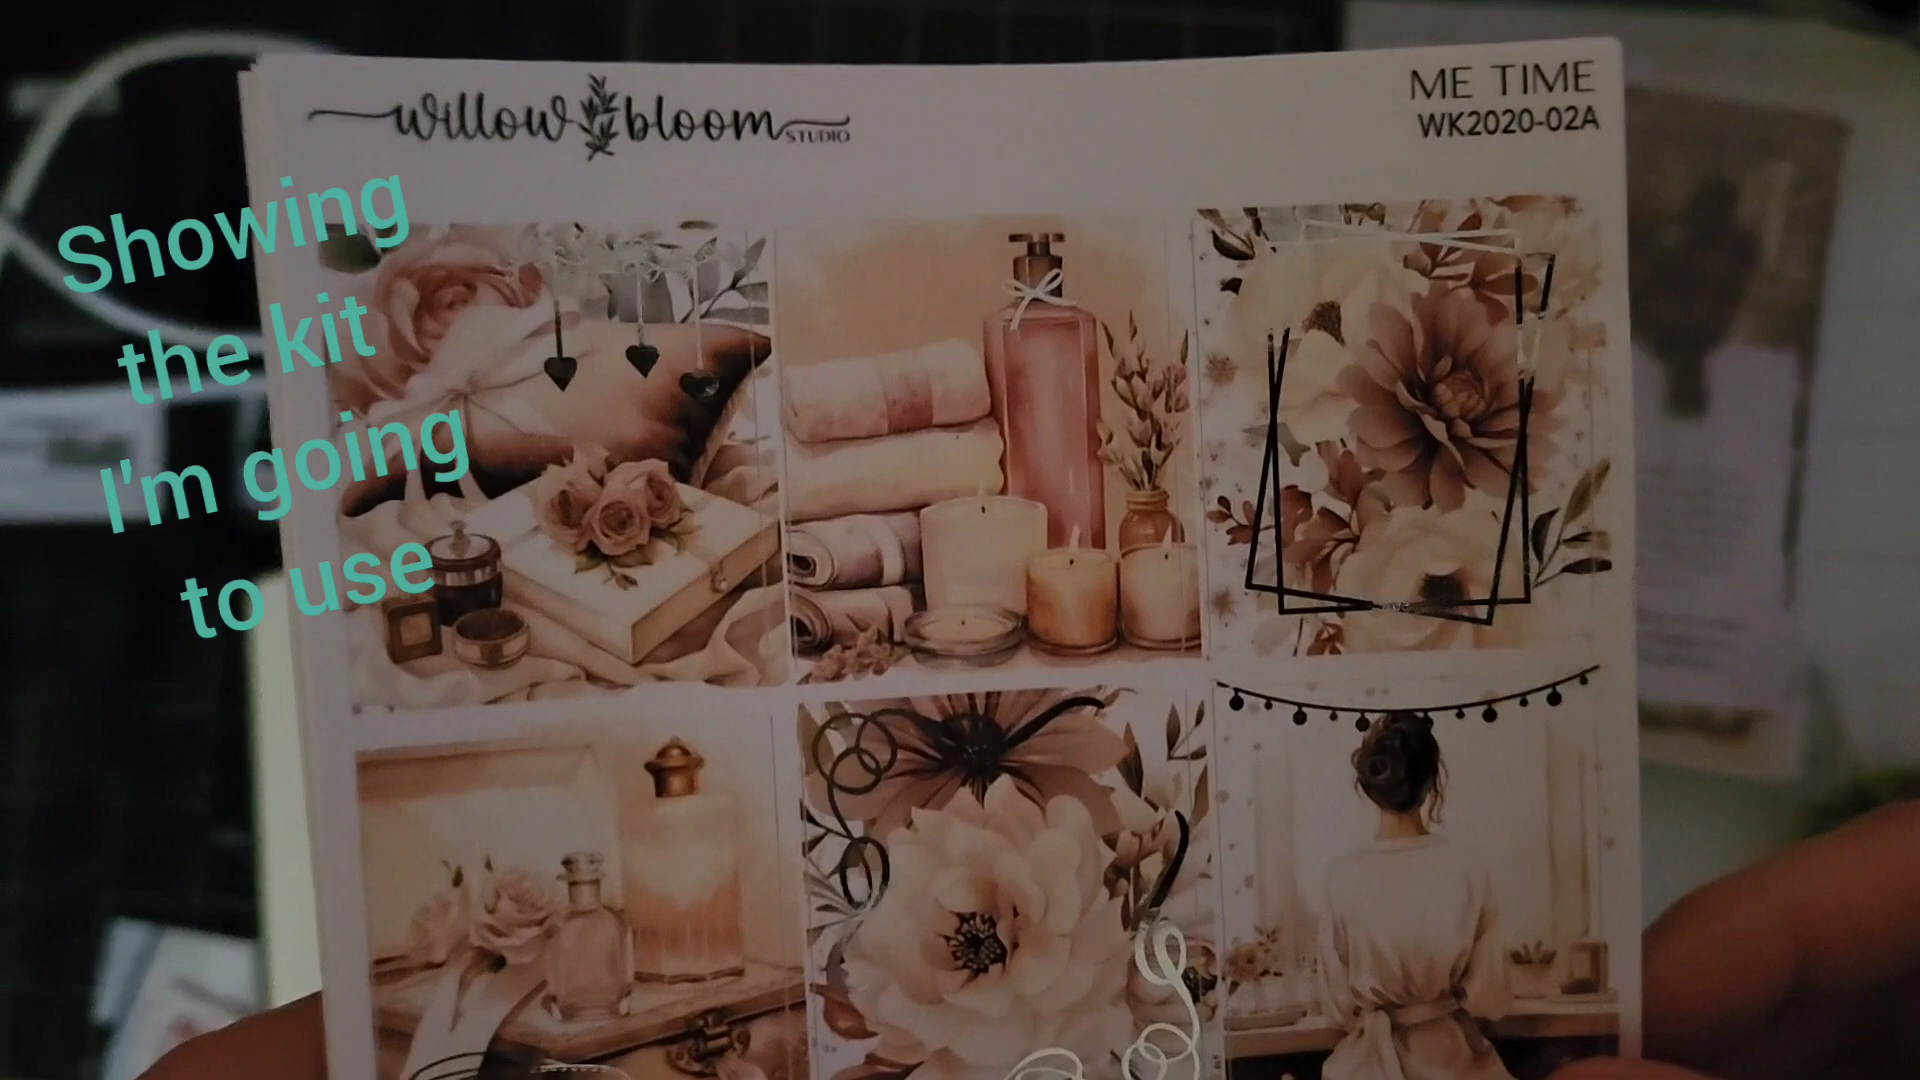 willow bloom STUDIO
ME TIME
WK2020-02A
Showing
the kit
I'm going
to use